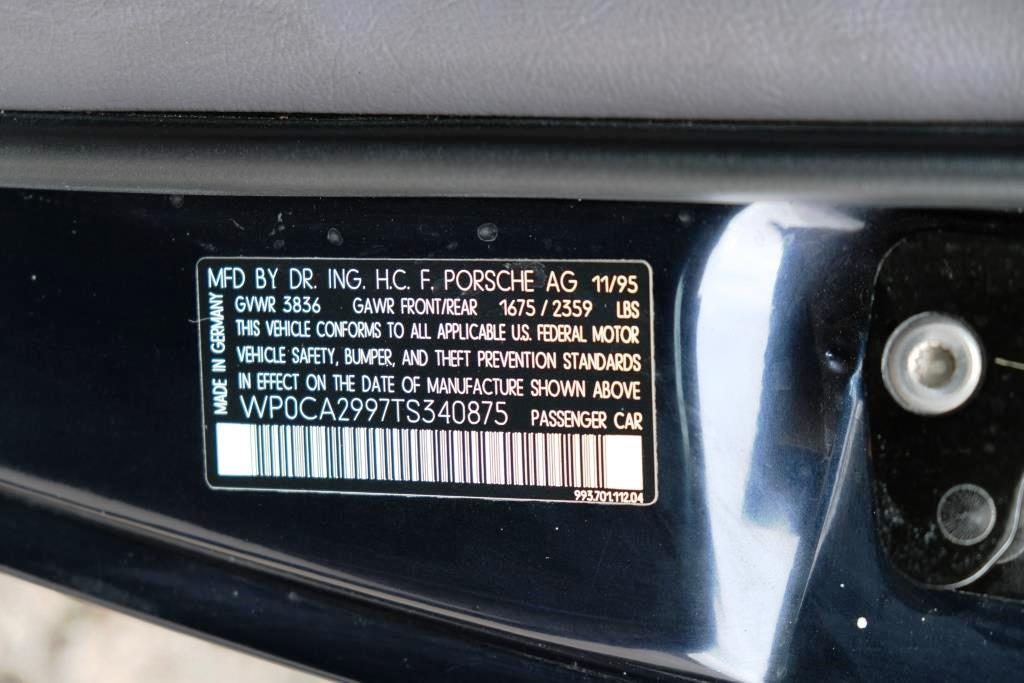 MFD BY DR. ING. H.C. F. PORSCHE AG 11/95
GVWR 3836 GAWR FRONT/REAR 1675/2359 LBS
THIS VEHICLE CONFORMS TO ALL APPLICABLE U.S. FEDERAL MOTOR
VEHICLE SAFETY, BUMPER, AND THEFT PREVENTION STANDARDS
IN EFFECT ON THE DATE OF MANUFACTURE SHOWN ABOVE.
WP0CA2997TS340875 PASSENGER CAR
MADE IN GERMANY
993.701.112.04